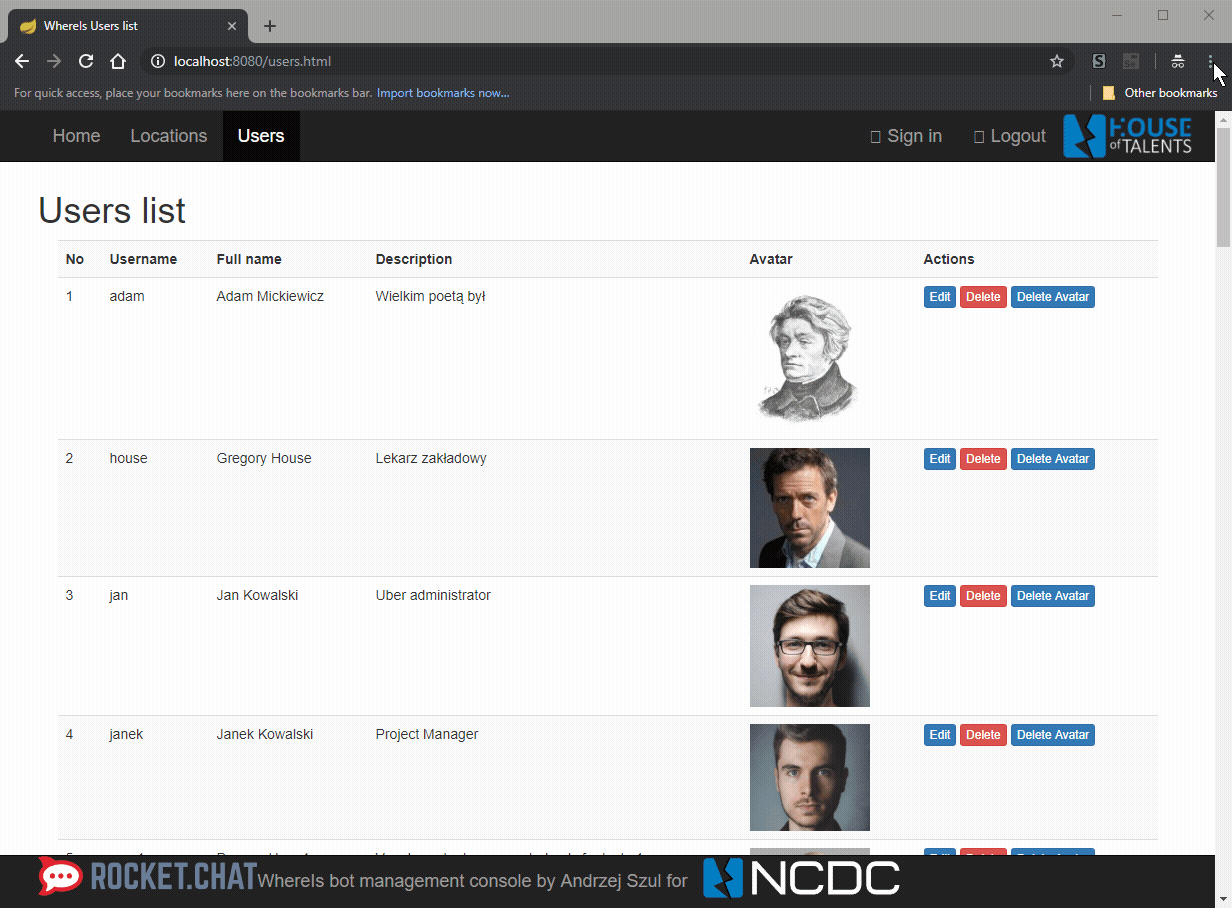 WhereIs Users list
localhost:8080/users.html
For quick access, place your bookmarks here on the bookmarks bar. Import bookmarks now...
Other bookmarks
Home Locations Users Sign in Logout HOUSE of TALENTS
Users list
No Username Full name Description Avatar Actions
1 adam Adam Mickiewicz Wielkim poetą był Edit Delete Delete Avatar
2 house Gregory House Lekarz zakładowy Edit Delete Delete Avatar
3 jan Jan Kowalski Uber administrator Edit Delete Delete Avatar
4 janek Janek Kowalski Project Manager Edit Delete Delete Avatar
ROCKET.CHAT WhereIs bot management console by Andrzej Szul for NCDC